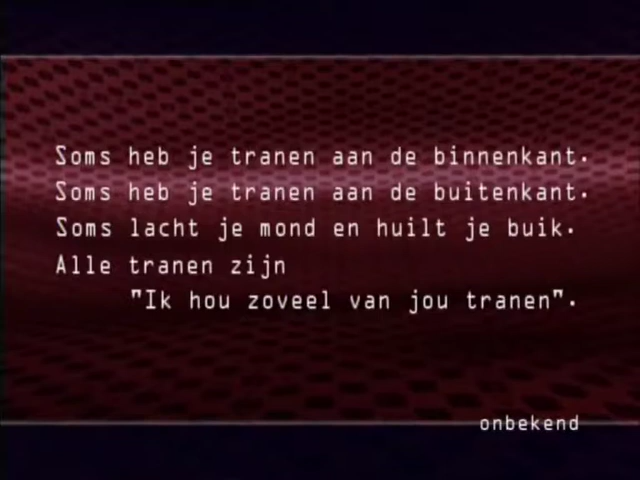 Soms heb je tranen aan de binnenkant.
Soms heb je tranen aan de buitenkant.
Soms lacht je mond en huilt je buik.
Alle tranen zijn
"Ik hou zoveel van jou tranen".
onbekend